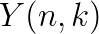 Y(n, k)